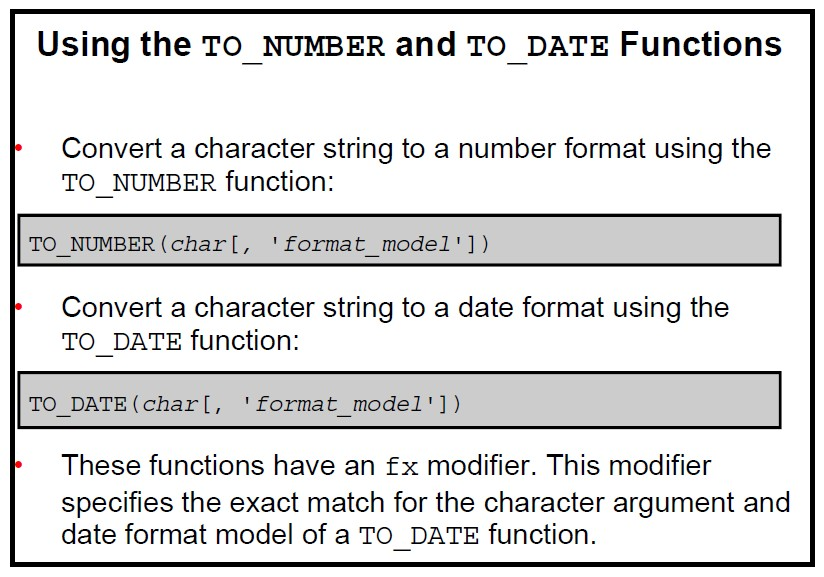 Using the TO_NUMBER and TO_DATE Functions
• Convert a character string to a number format using the
TO_NUMBER function:
TO_NUMBER(char[, 'format_model'])
• Convert a character string to a date format using the
TO_DATE function:
TO_DATE(char[, 'format_model'])
• These functions have an fx modifier. This modifier
specifies the exact match for the character argument and
date format model of a TO_DATE function.